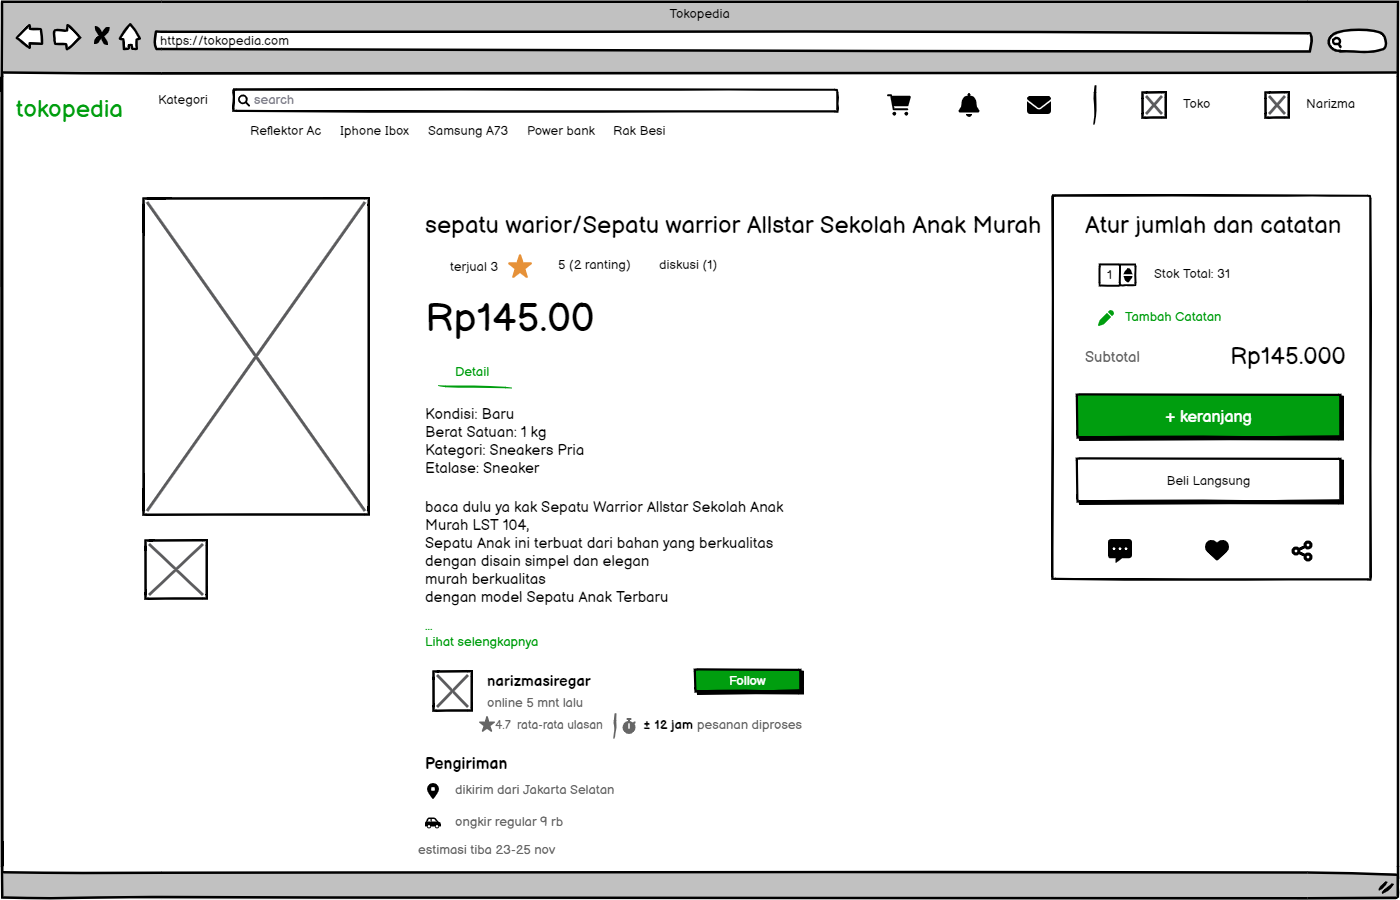 Tokopedia
https://tokopedia.com
tokopedia
Kategori
search
Toko
Narizma
Reflektor Ac Iphone Ibox Samsung A73 Power bank Rak Besi
sepatu warior/Sepatu warrior Allstar Sekolah Anak Murah
terjual 3 5 (2 ranting) diskusi (1)
Rp145.00
Detail
Kondisi: Baru
Berat Satuan: 1 kg
Kategori: Sneakers Pria
Etalase: Sneaker
baca dulu ya kak Sepatu Warrior Allstar Sekolah Anak
Murah LST 104,
Sepatu Anak ini terbuat dari bahan yang berkualitas
dengan disain simpel dan elegan
murah berkualitas
dengan model Sepatu Anak Terbaru
...
Lihat selengkapnya
narizmasiregar
Follow
online 5 mnt lalu
4.7 rata-rata ulasan ± 12 jam pesanan diproses
Pengiriman
dikirim dari Jakarta Selatan
ongkir regular 9 rb
estimasi tiba 23-25 nov
Atur jumlah dan catatan
1 Stok Total: 31
Tambah Catatan
Subtotal Rp145.000
+ keranjang
Beli Langsung